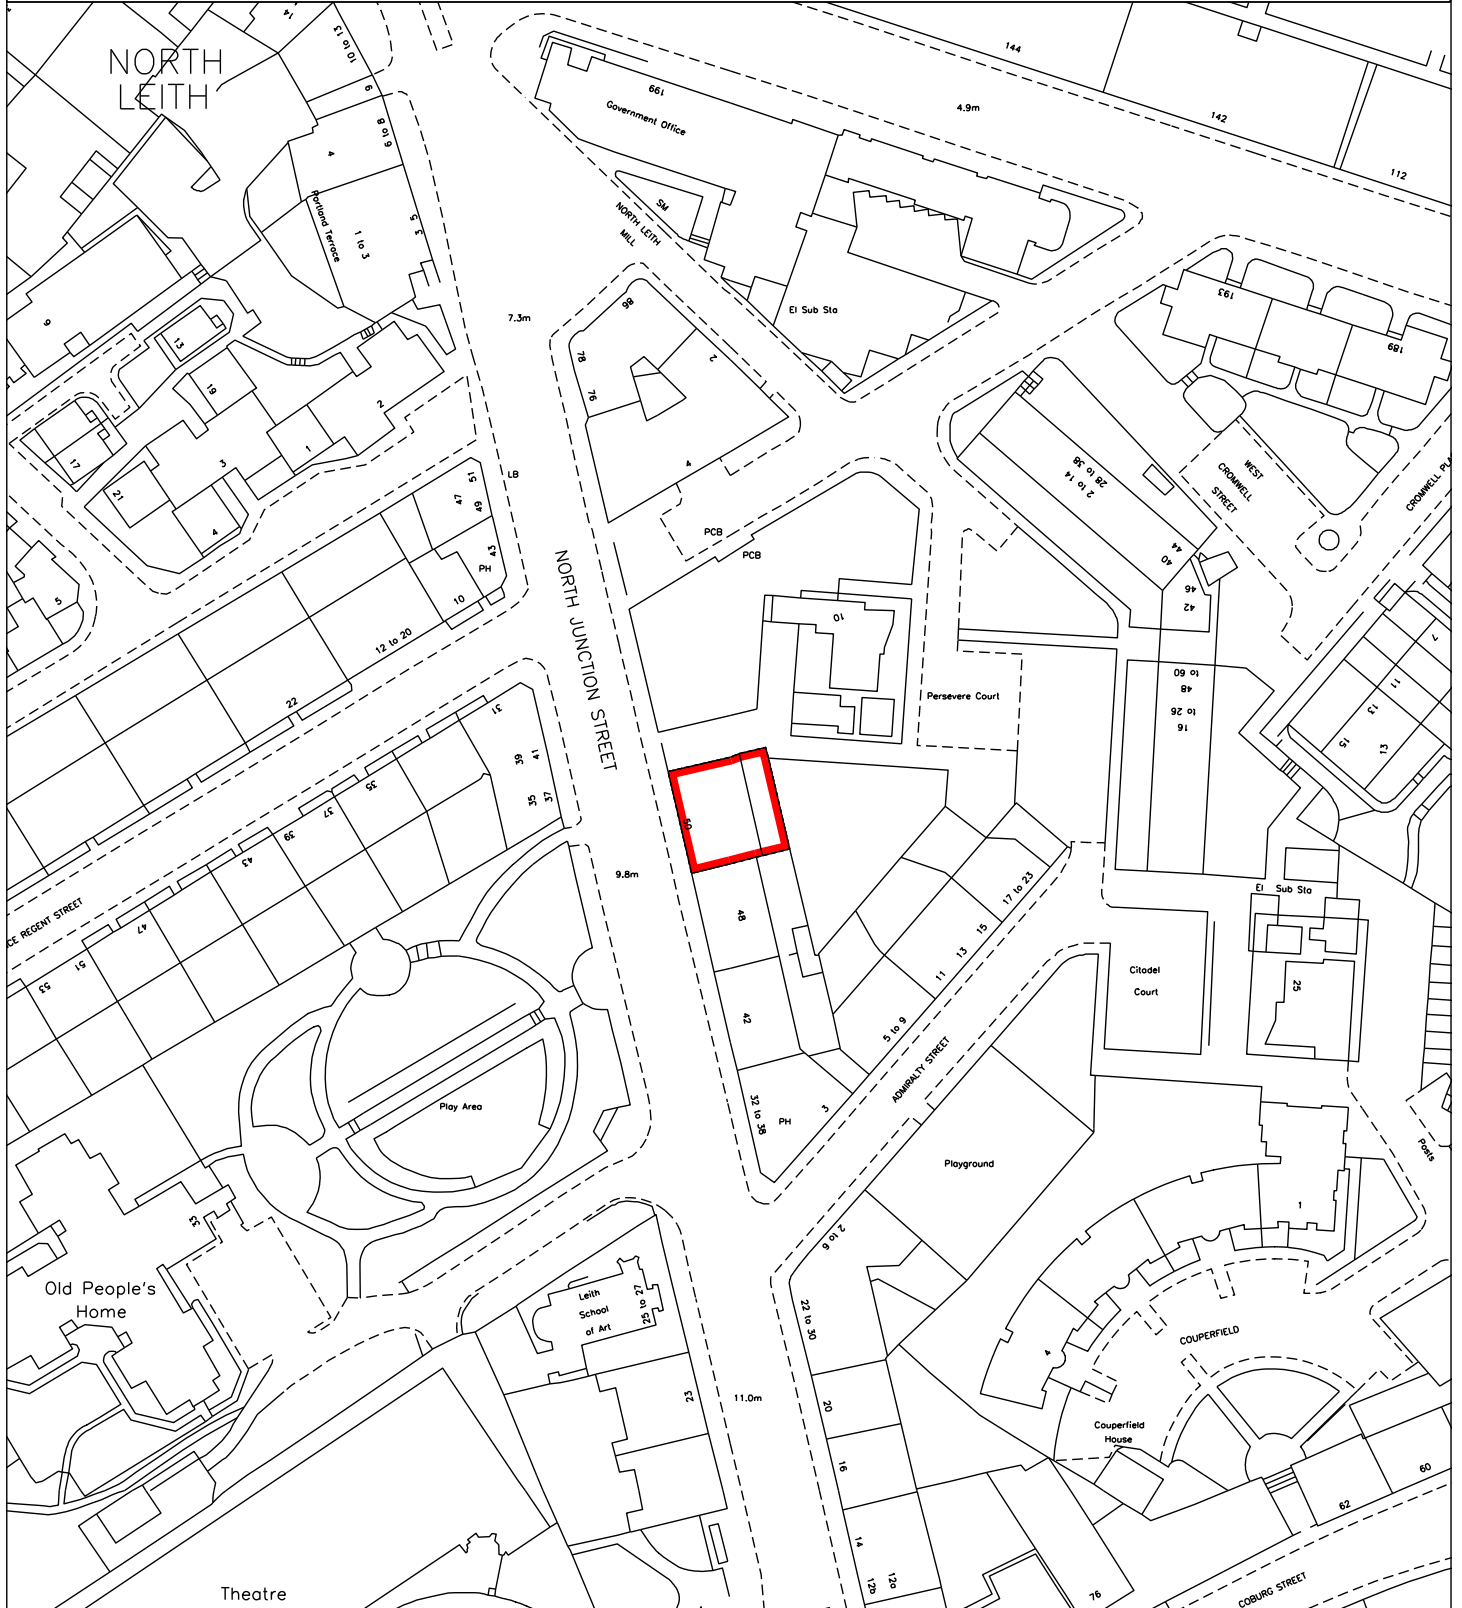 NORTH
LEITH
14
10 to 13
9
6 to 8
4
Portland Terrace
1 to 3
3
5
199
Government Office
144
4.9m
142
112
SM
NORTH LEITH
MILL
El Sub Sta
193
189
9
13
19
17
21
3
1
2
4
5
7.3m
86
78
76
2
4
LB
51
47
49
43
PH
10
12 to 20
22
PCB
PCB
NORTH JUNCTION STREET
2 to 14
28 to 38
44
40
46
42
WEST
CROMWELL
STREET
CROMWELL PLA
10
Persevere Court
48
to 60
16
to 26
7
11
13
15
13
31
41
39
37
35
35
37
39
43
47
51
53
CE REGENT STREET
50
9.8m
48
42
32 to 38
PH
3
5 to 9
11
13
15
17 to 23
ADMIRALTY STREET
El Sub Sta
25
Citadel
Court
Play Area
Playground
Posts
33
Old People's
Home
Leith
School
of Art
25 to 27
23
11.0m
2 to 6
22 to 30
20
16
14
12a
12b
1
4
COUPERFIELD
Couperfield
House
60
62
76
COBURG STREET
Theatre